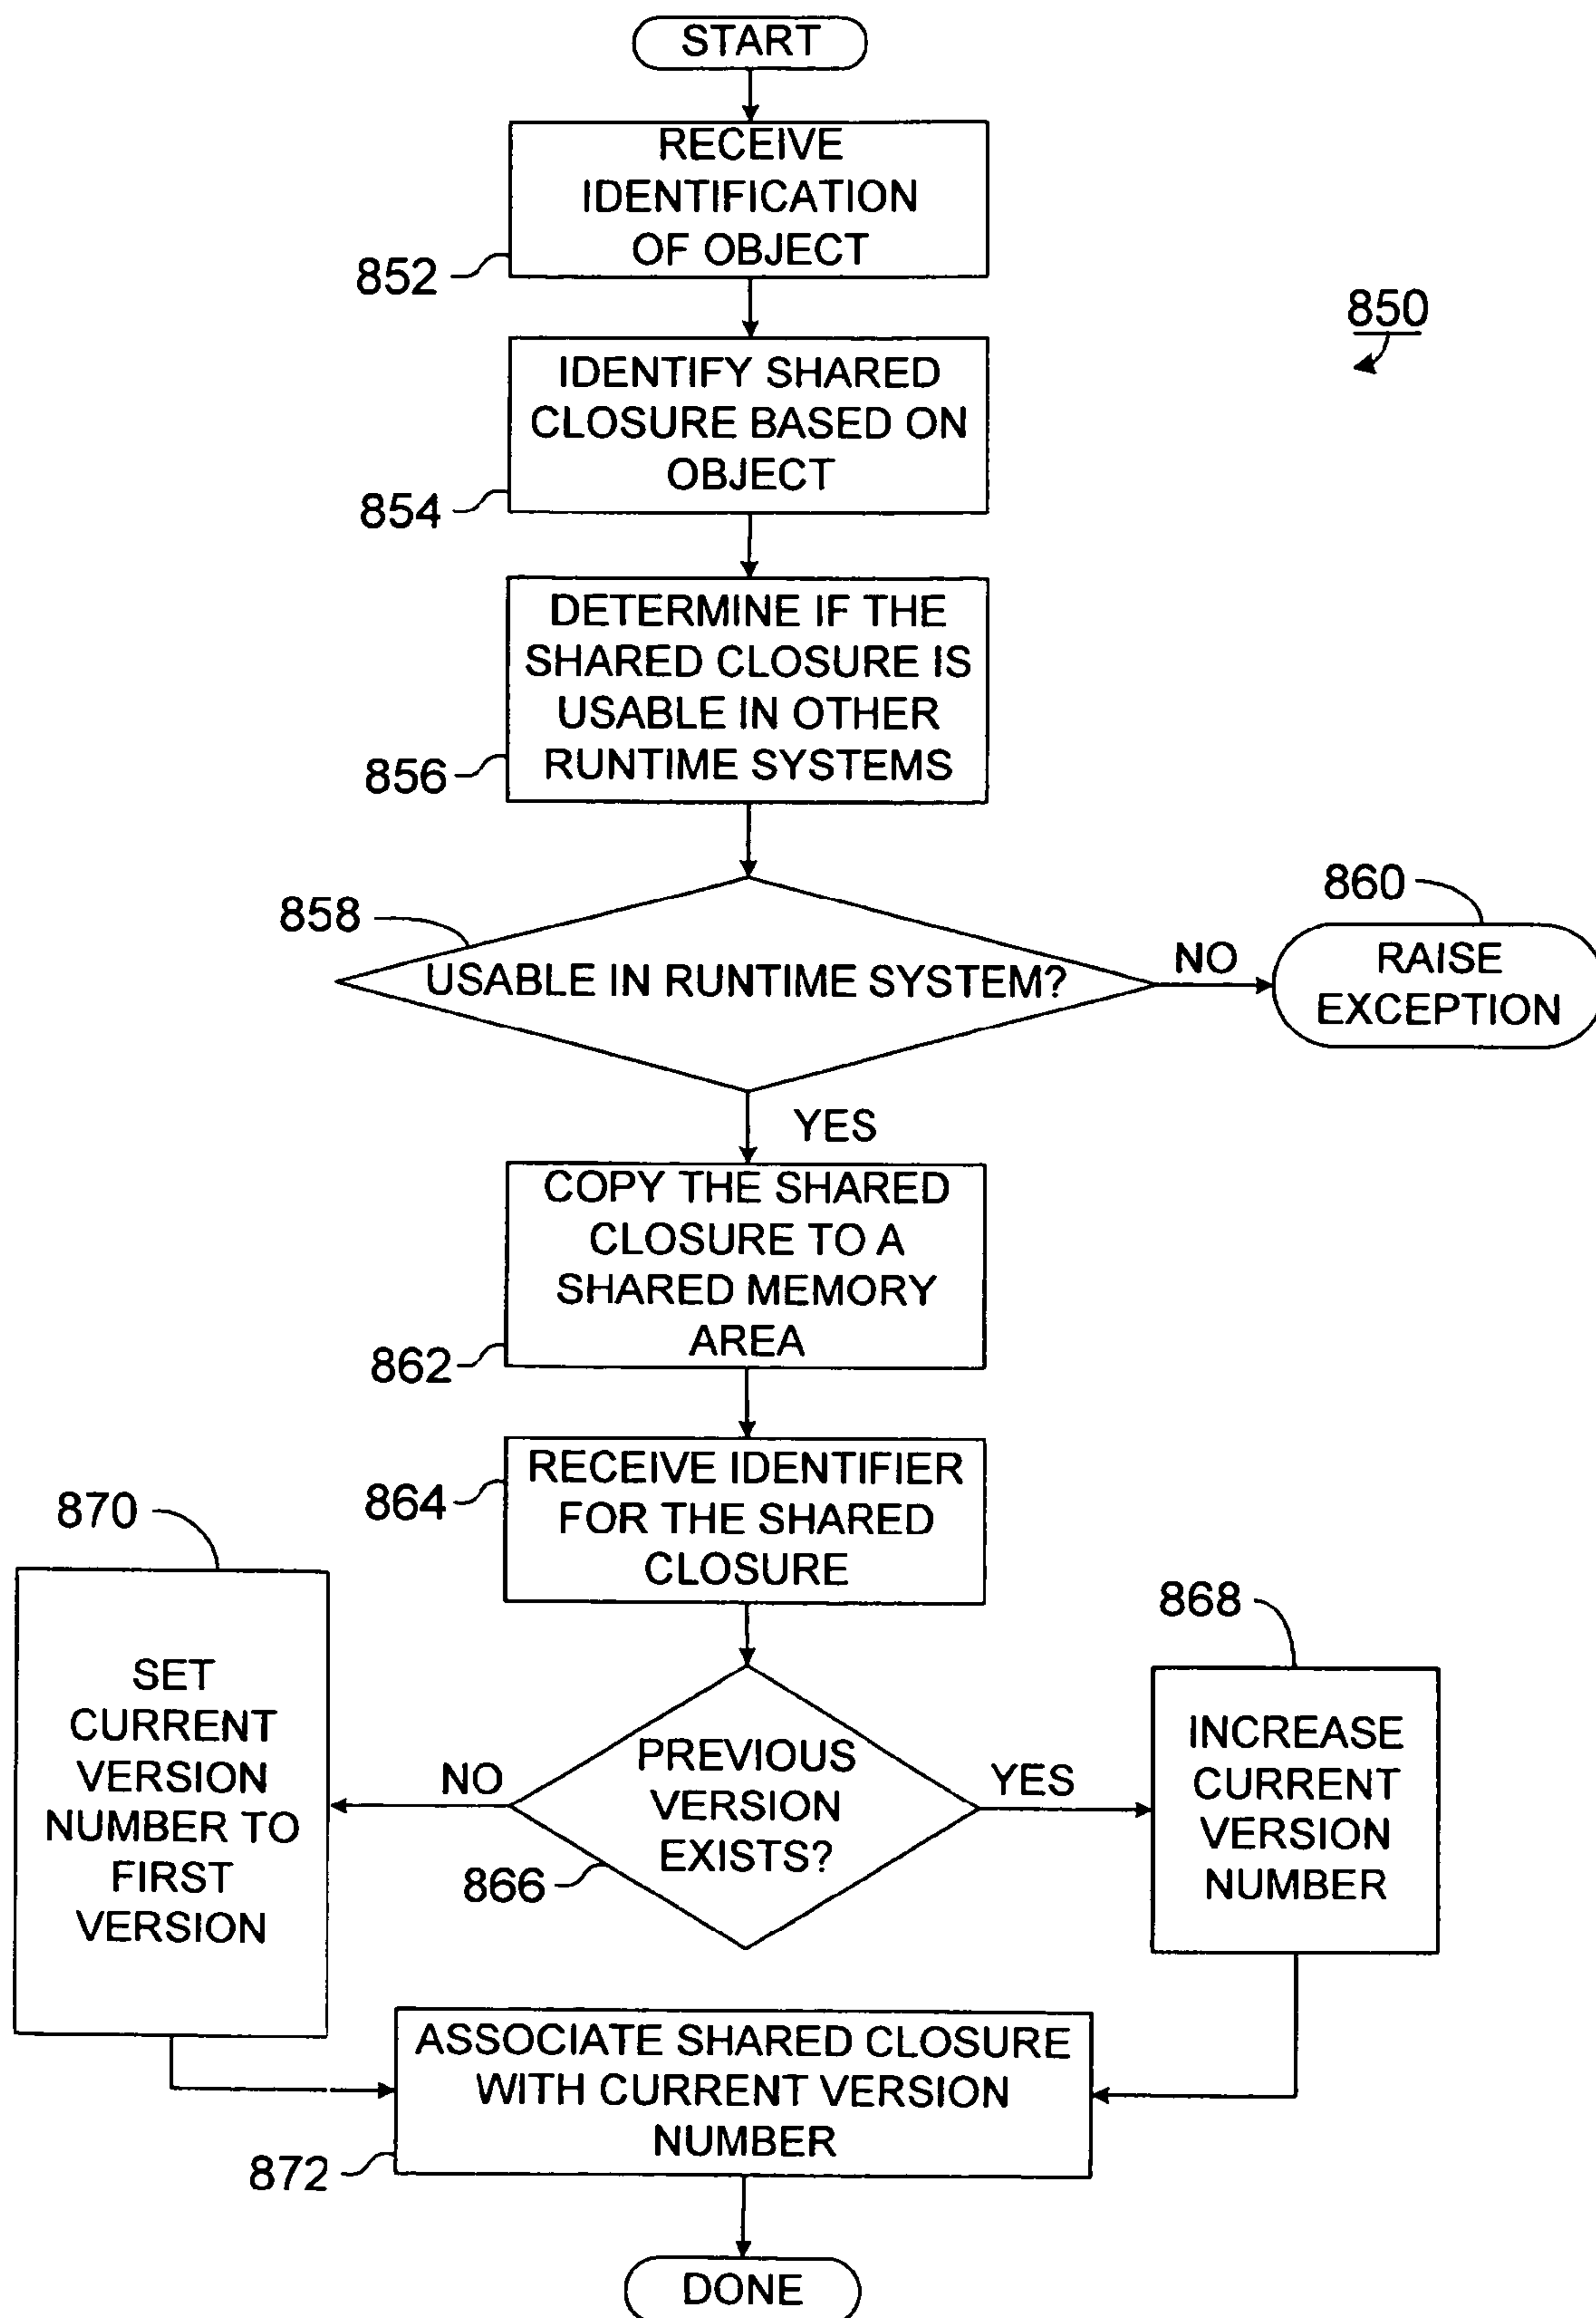 START
RECEIVE
IDENTIFICATION
OF OBJECT
852
850
IDENTIFY SHARED
CLOSURE BASED ON
OBJECT
854
DETERMINE IF THE
SHARED CLOSURE IS
USABLE IN OTHER
RUNTIME SYSTEMS
856
858
USABLE IN RUNTIME SYSTEM?
NO
860
RAISE
EXCEPTION
YES
COPY THE SHARED
CLOSURE TO A
SHARED MEMORY
AREA
862
RECEIVE IDENTIFIER
FOR THE SHARED
CLOSURE
864
870
SET
CURRENT
VERSION
NUMBER TO
FIRST
VERSION
NO
PREVIOUS
VERSION
EXISTS?
866
YES
868
INCREASE
CURRENT
VERSION
NUMBER
ASSOCIATE SHARED CLOSURE
WITH CURRENT VERSION
NUMBER
872
DONE